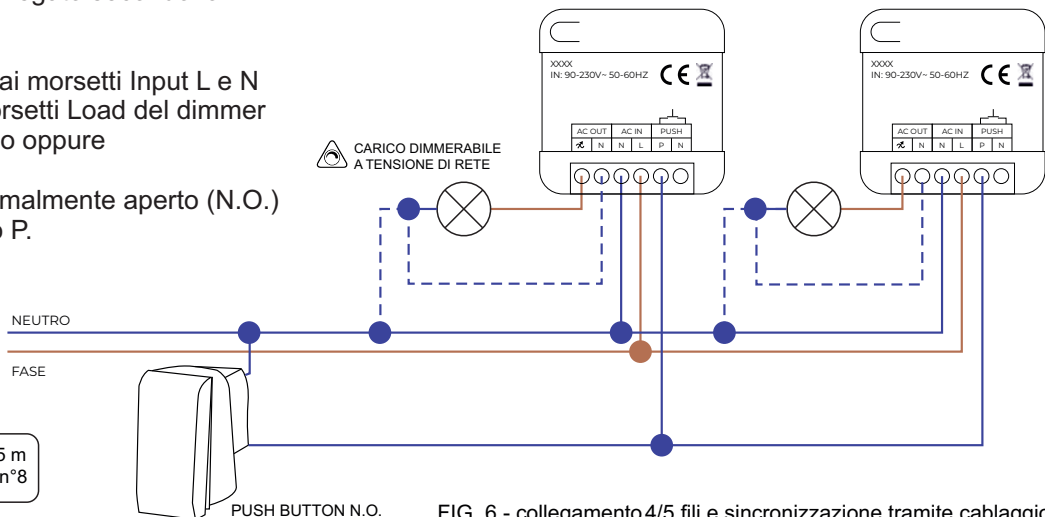 ai morsetti Input L e N
orsetti Load del dimmer
o oppure
malmente aperto (N.O.)
o P.
CARICO DIMMERABILE
A TENSIONE DI RETE
XXXX
IN: 90-230V~ 50-60HZ
CE
AC OUT AC IN PUSH
N N L P N
XXXX
IN: 90-230V~ 50-60HZ
CE
AC OUT AC IN PUSH
N N L P N
NEUTRO
FASE
5 m
n°8
PUSH BUTTON N.O.
FIG. 6 - collegamento 4/5 fili e sincronizzazione tramite cablaggio